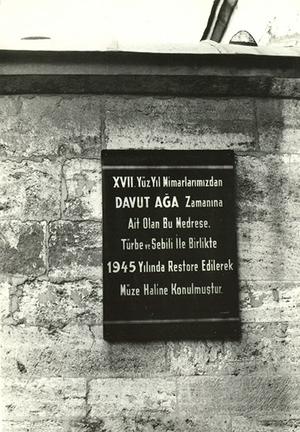 XVII. Yüz Yıl Mimarlarımızdan
DAVUT AĞA Zamanına
Ait Olan Bu Medrese.
Türbe ve Sebili İle Birlikte
1945 Yılında Restore Edilerek
Müze Haline Konulmuştur.